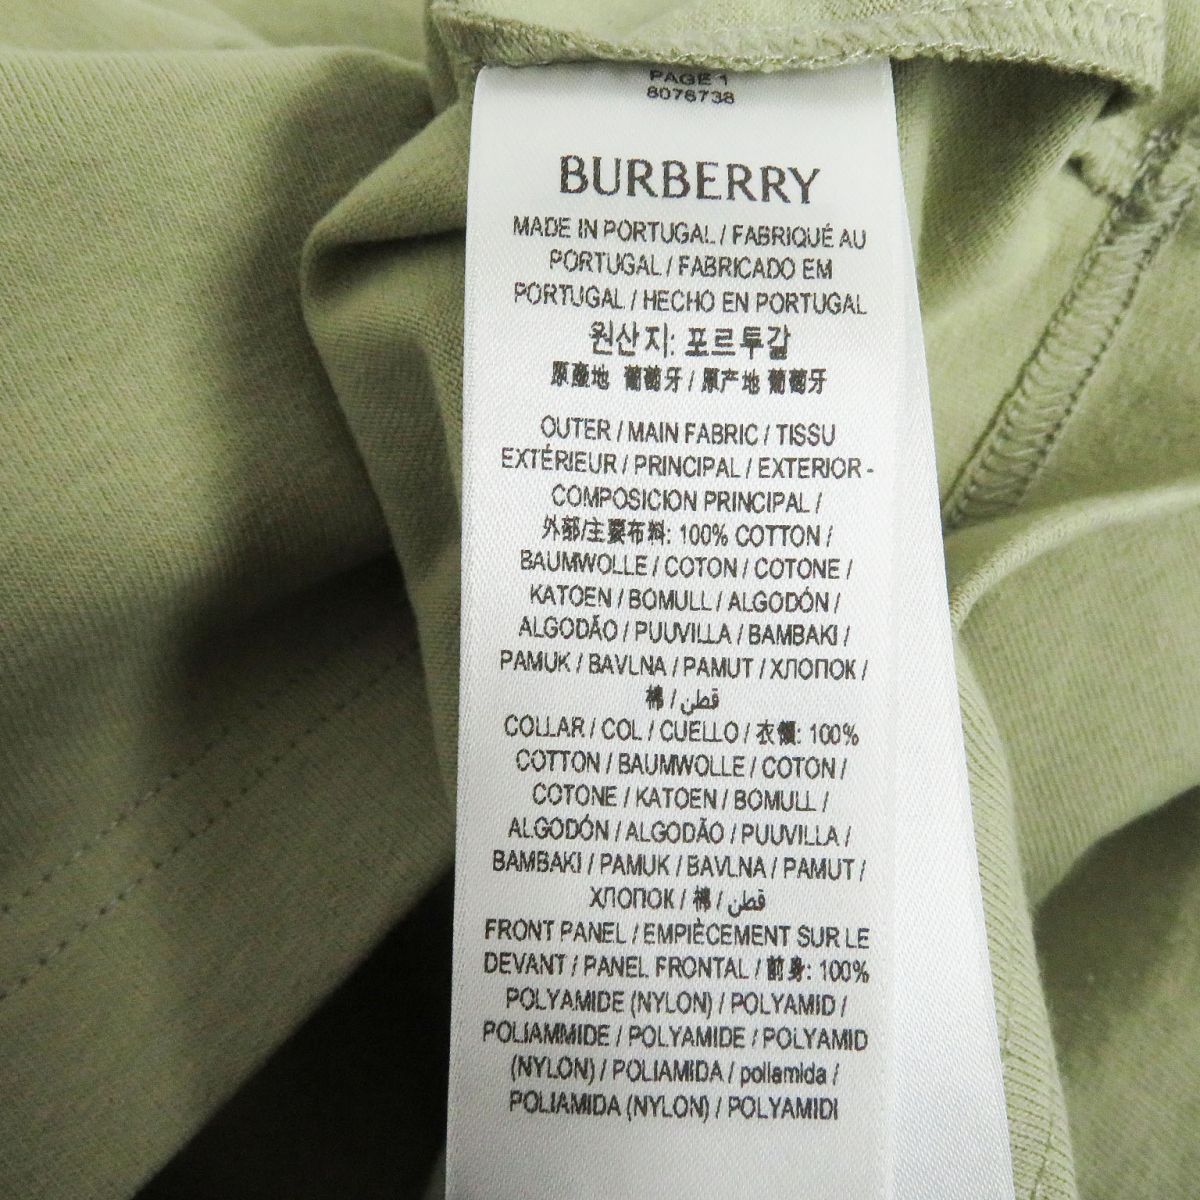 PAGE 1
8076738
BURBERRY
MADE IN PORTUGAL / FABRIQUÉ AU
PORTUGAL / FABRICADO EM
PORTUGAL / HECHO EN PORTUGAL
원산지: 포르투갈
原産地 葡萄牙 / 原产地 葡萄牙
OUTER / MAIN FABRIC / TISSU
EXTÉRIEUR / PRINCIPAL / EXTERIOR -
COMPOSICION PRINCIPAL /
外部/主要布料: 100% COTTON /
BAUMWOLLE / COTON / COTONE /
KATOEN / BOMULL / ALGODÓN /
ALGODÃO / PUUVILLA / BAMBAKI /
PAMUK / BAVLNA / PAMUT / ХЛОПОК /
棉 / قطن
COLLAR / COL / CUELLO / 衣領: 100%
COTTON / BAUMWOLLE / COTON /
COTONE / KATOEN / BOMULL /
ALGODÓN / ALGODÃO / PUUVILLA /
BAMBAKI / PAMUK / BAVLNA / PAMUT /
ХЛОПОК / 棉 / قطن
FRONT PANEL / EMPIÈCEMENT SUR LE
DEVANT / PANEL FRONTAL / 前身: 100%
POLYAMIDE (NYLON) / POLYAMID /
POLIAMMIDE / POLYAMIDE / POLYAMID
(NYLON) / POLIAMIDA / poliamida /
POLIAMIDA (NYLON) / POLYAMIDI